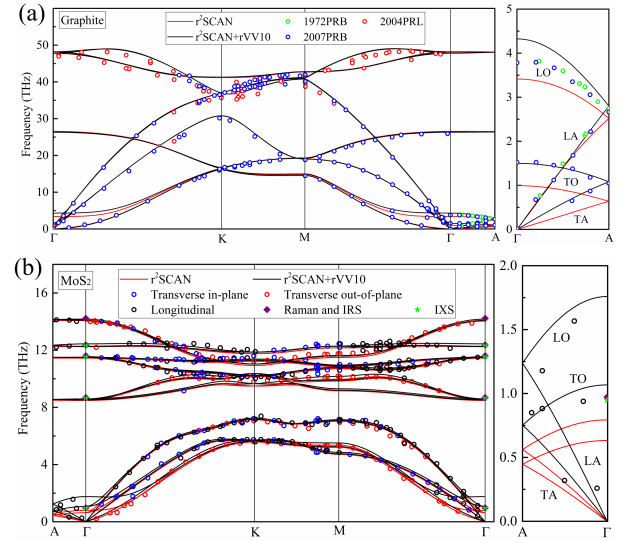 (a)
Graphite
r²SCAN
r²SCAN+rVV10
1972PRB
2004PRL
2007PRB
Frequency (THz)
50
40
30
20
10
0
Γ
K
M
Γ
A
5
4
3
2
1
0
LO
LA
TO
TA
Γ
A
(b)
MoS₂
r²SCAN
r²SCAN+rVV10
Transverse in-plane
Transverse out-of-plane
Longitudinal
Raman and IRS
IXS
Frequency (THz)
16
12
8
4
0
A
Γ
K
M
Γ
2.0
1.5
1.0
0.5
0.0
LO
TO
LA
TA
A
Γ